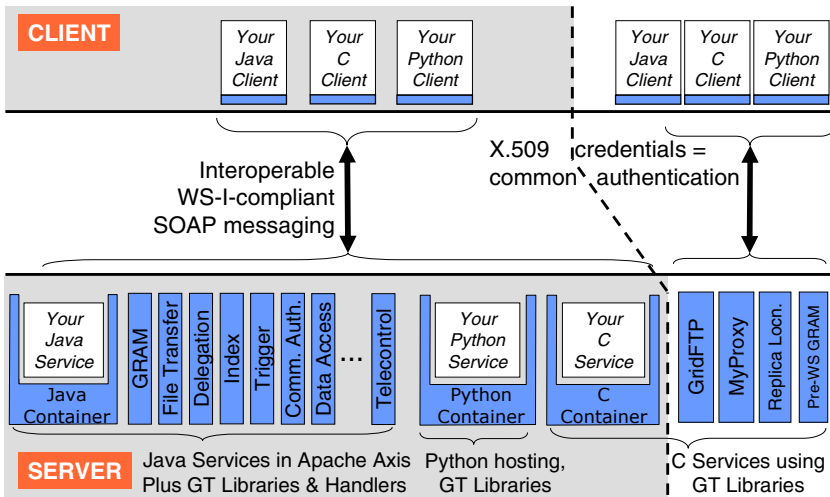 CLIENT
Your
Java
Client
Your
C
Client
Your
Python
Client
Your
Java
Client
Your
C
Client
Your
Python
Client
Interoperable
WS-I-compliant
SOAP messaging
X.509 credentials =
common authentication
Your
Java
Service
Java
Container
GRAM
File Transfer
Delegation
Index
Trigger
Comm. Auth.
Data Access
...
Telecontrol
Your
Python
Service
Python
Container
Your
C
Service
C
Container
GridFTP
MyProxy
Replica Locn.
Pre-WS GRAM
SERVER
Java Services in Apache Axis
Plus GT Libraries & Handlers
Python hosting,
GT Libraries
C Services using
GT Libraries